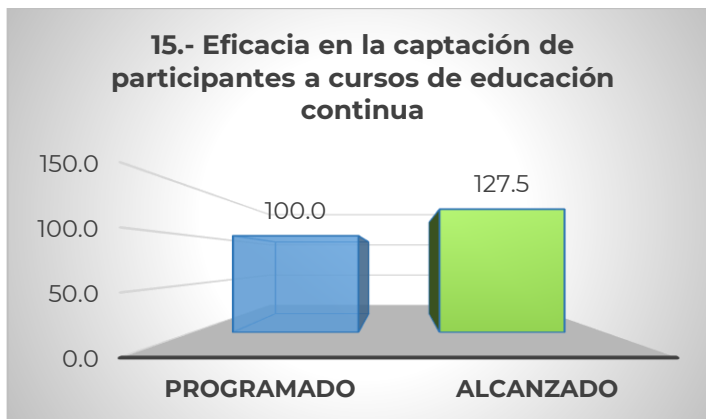 15.- Eficacia en la captación de
participantes a cursos de educación
continua
150.0
100.0
50.0
0.0
100.0
127.5
PROGRAMADO
ALCANZADO